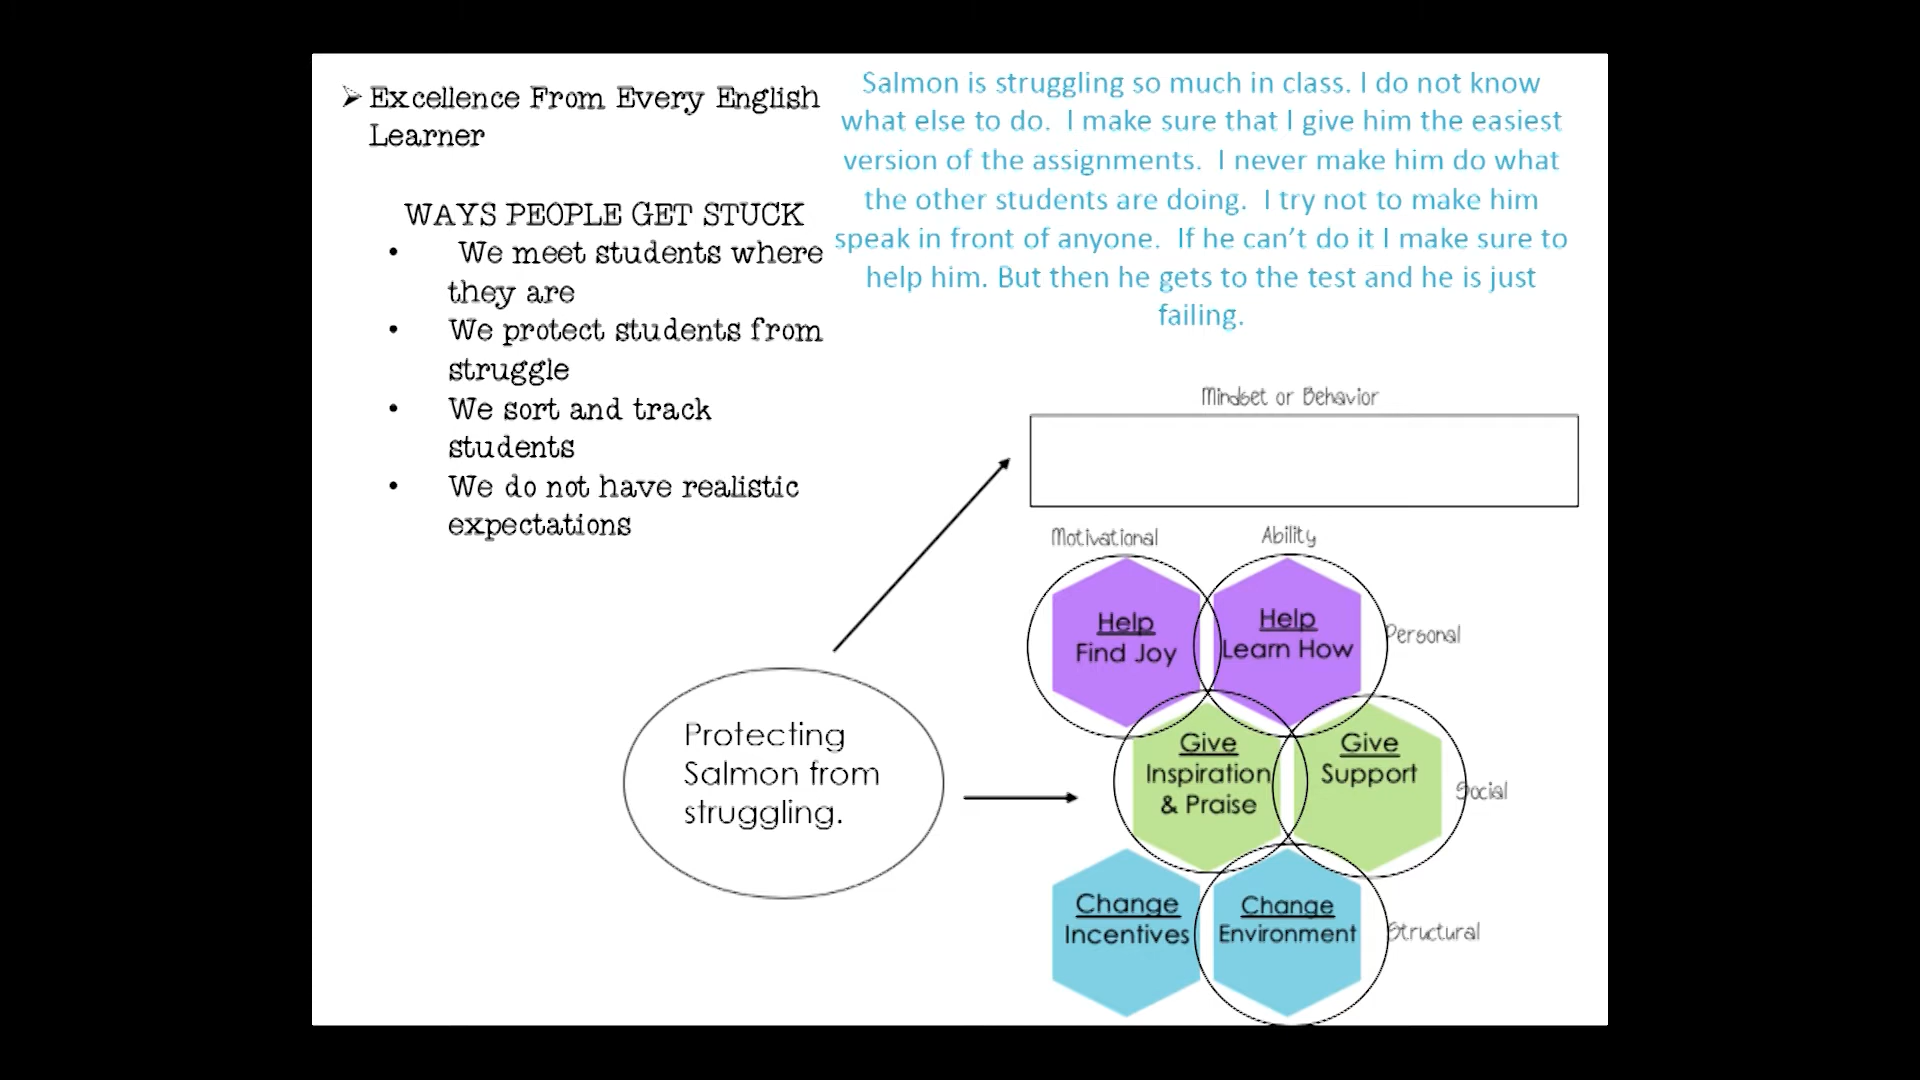 ➢ Excellence From Every English
Learner
WAYS PEOPLE GET STUCK
• We meet students where
they are
• We protect students from
struggle
• We sort and track
students
• We do not have realistic
expectations
Salmon is struggling so much in class. I do not know
what else to do. I make sure that I give him the easiest
version of the assignments. I never make him do what
the other students are doing. I try not to make him
speak in front of anyone. If he can't do it I make sure to
help him. But then he gets to the test and he is just
failing.
Mindset or Behavior
Motivational
Ability
Help
Find Joy
Help
Learn How
Personal
Protecting
Salmon from
struggling.
Give
Inspiration
& Praise
Give
Support
Social
Change
Incentives
Change
Environment
Structural